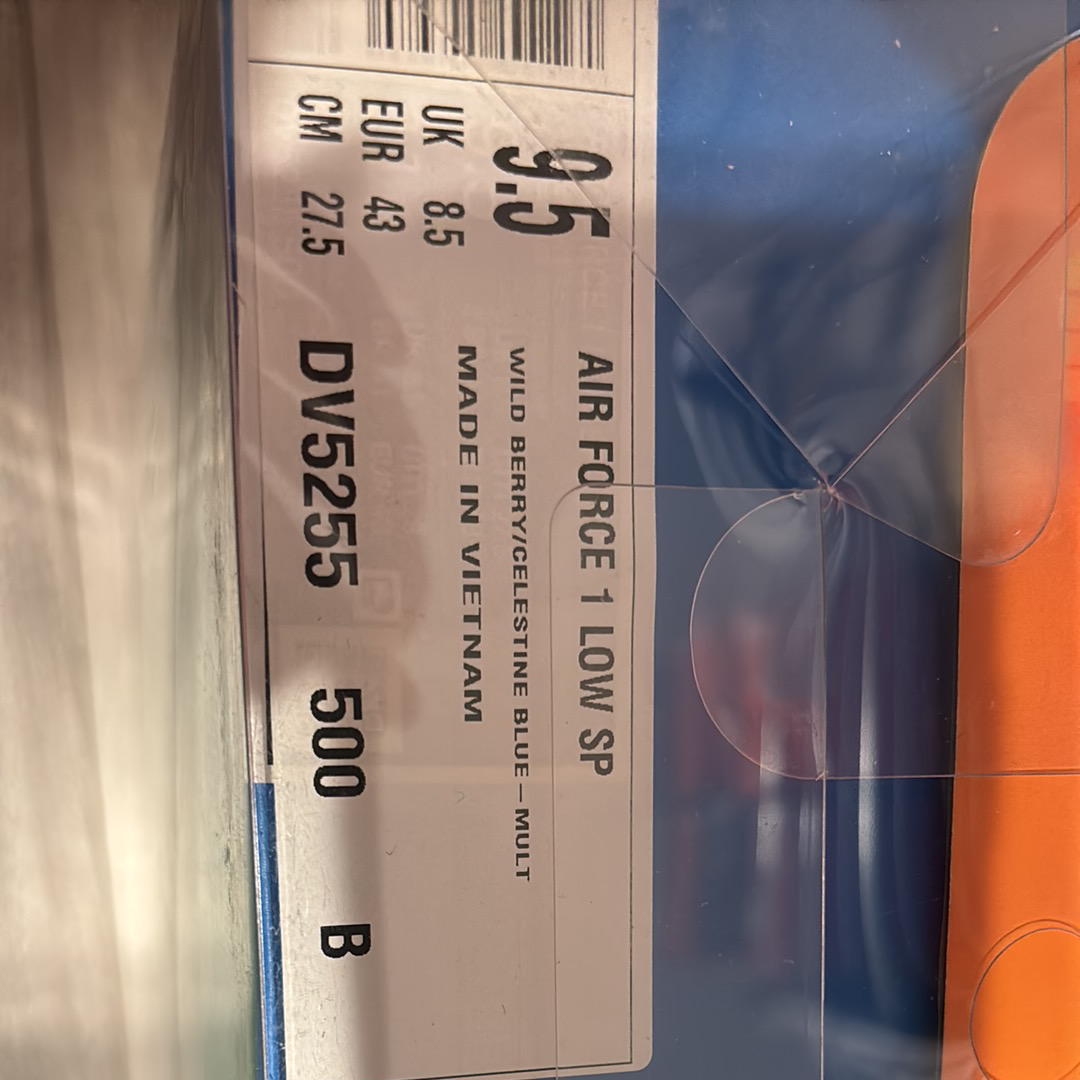 9.5
UK 8.5
EUR 43
CM 27.5
AIR FORCE 1 LOW SP
WILD BERRY/CELESTINE BLUE-MULT
MADE IN VIETNAM
DV5255 500 B